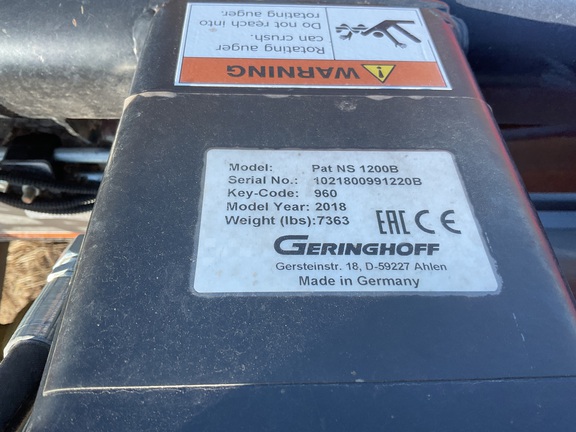 WARNING
Rotating auger
can crush.
Do not reach into
rotating auger.
Model: Pat NS 1200B
Serial No.: 1021800991220B
Key-Code: 960
Model Year: 2018
Weight (lbs):7363
EAC CE
GERINGHOFF
Gersteinstr. 18, D-59227 Ahlen
Made in Germany